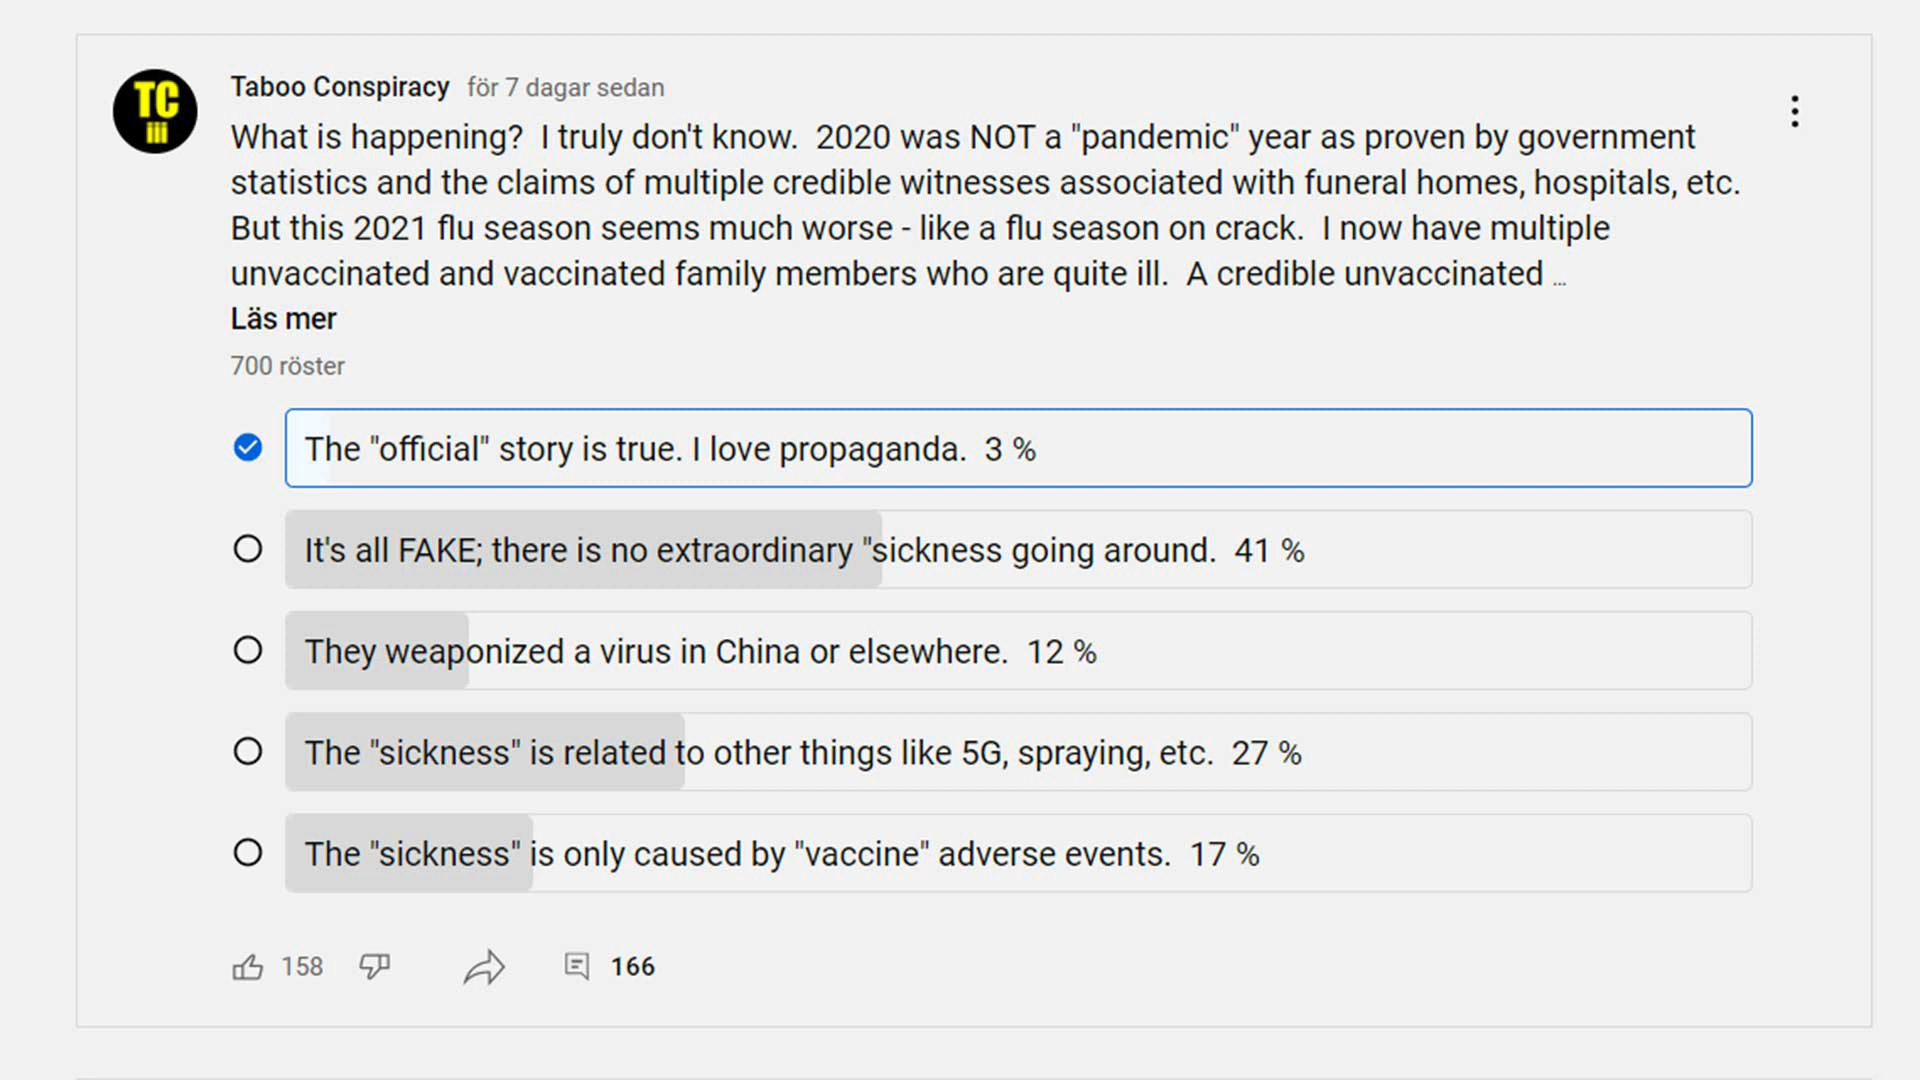 TC
iii
Taboo Conspiracy för 7 dagar sedan
What is happening? I truly don't know. 2020 was NOT a "pandemic" year as proven by government
statistics and the claims of multiple credible witnesses associated with funeral homes, hospitals, etc.
But this 2021 flu season seems much worse - like a flu season on crack. I now have multiple
unvaccinated and vaccinated family members who are quite ill. A credible unvaccinated ...
Läs mer
700 röster
The "official" story is true. I love propaganda. 3 %
It's all FAKE; there is no extraordinary "sickness going around. 41 %
They weaponized a virus in China or elsewhere. 12 %
The "sickness" is related to other things like 5G, spraying, etc. 27 %
The "sickness" is only caused by "vaccine" adverse events. 17 %
158 166